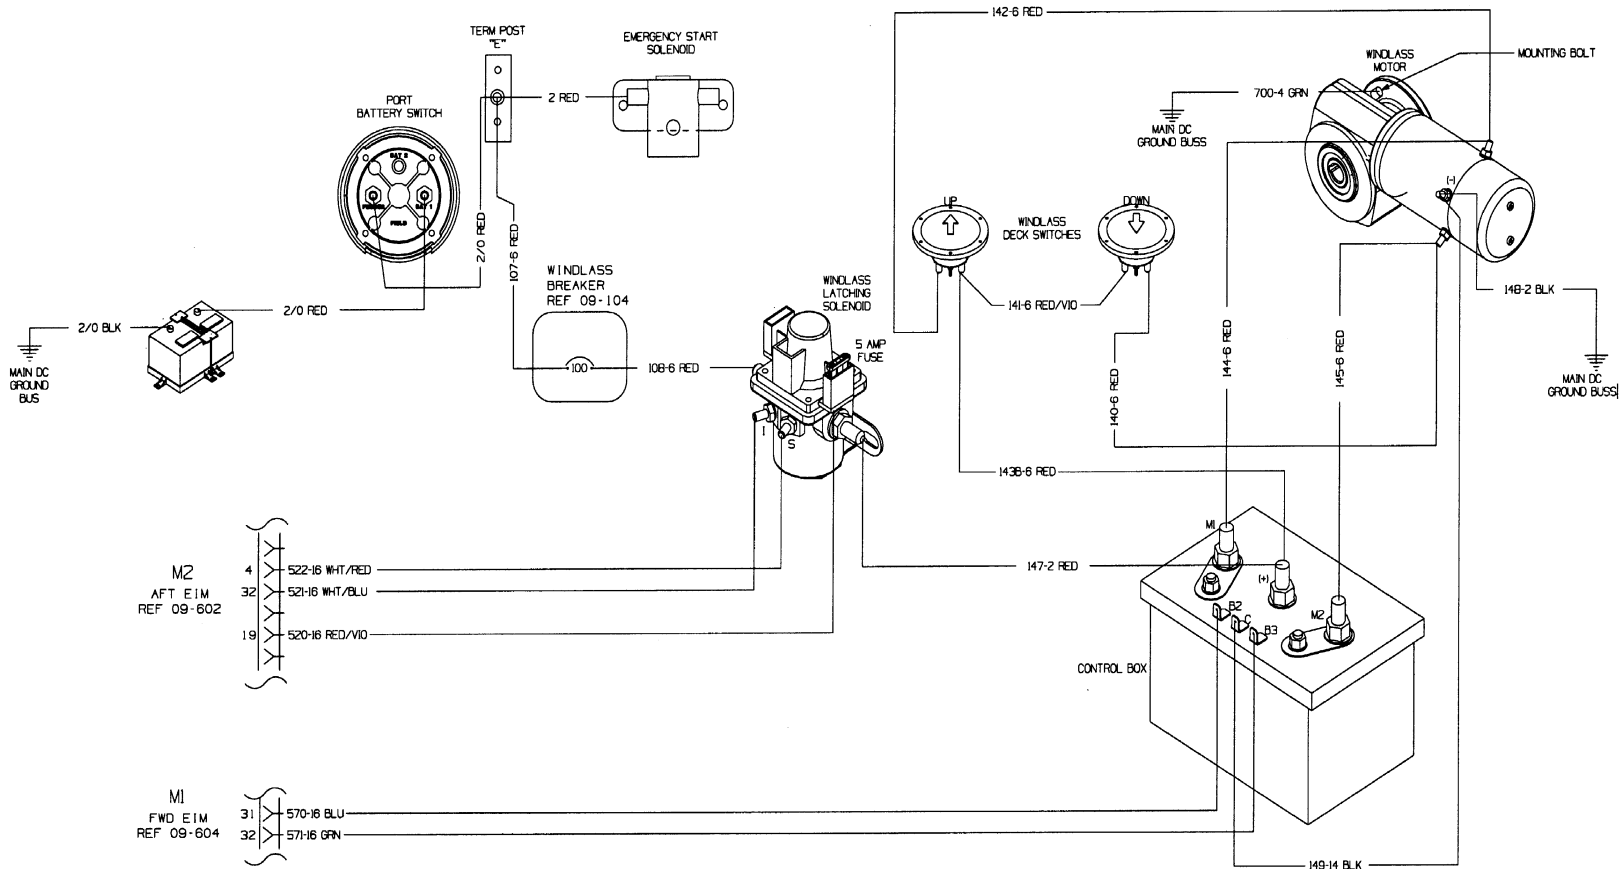 142-6 RED
TERM POST
"E"
EMERGENCY START
SOLENOID
WINDLASS
MOTOR
MOUNTING BOLT
2 RED
PORT
BATTERY SWITCH
700-4 GRN
MAIN DC
GROUND BUSS
BAT 2
BAT 1
FIELD
(-)
UP
DOWN
WINDLASS
DECK SWITCHES
2/0 RED
107-6 RED
WINDLASS
BREAKER
REF 09-104
WINDLASS
LATCHING
SOLENOID
141-6 RED/VIO
148-2 BLK
2/0 RED
2/0 BLK
5 AMP
FUSE
144-6 RED
145-6 RED
MAIN DC
GROUND
BUS
100
108-6 RED
MAIN DC
GROUND BUSS
140-6 RED
I
S
143B-6 RED
M1
147-2 RED
(+)
M2
AFT EIM
REF 09-602
4
522-16 WHT/RED
32
521-16 WHT/BLU
19
520-16 RED/VIO
B2
C
B3
M2
CONTROL BOX
M1
FWD EIM
REF 09-604
31
570-16 BLU
32
571-16 GRN
149-14 BLK